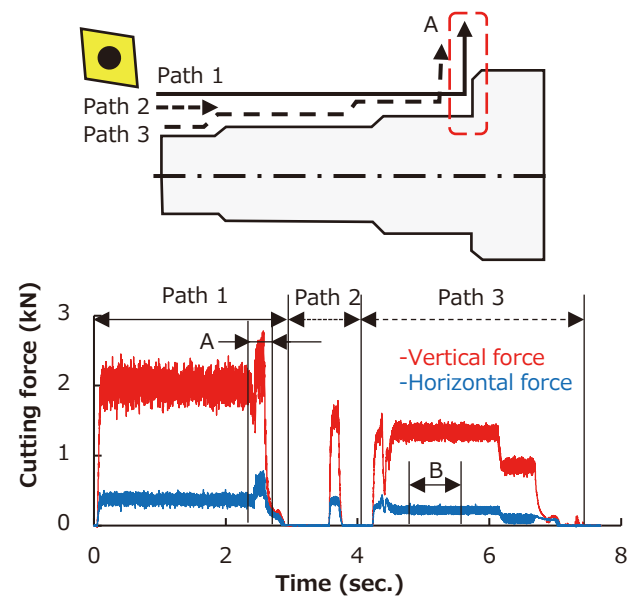 A
Path 1
Path 2
Path 3
Path 1
Path 2
Path 3
A
-Vertical force
-Horizontal force
B
Cutting force (kN)
3
2
1
0
0
2
4
6
8
Time (sec.)